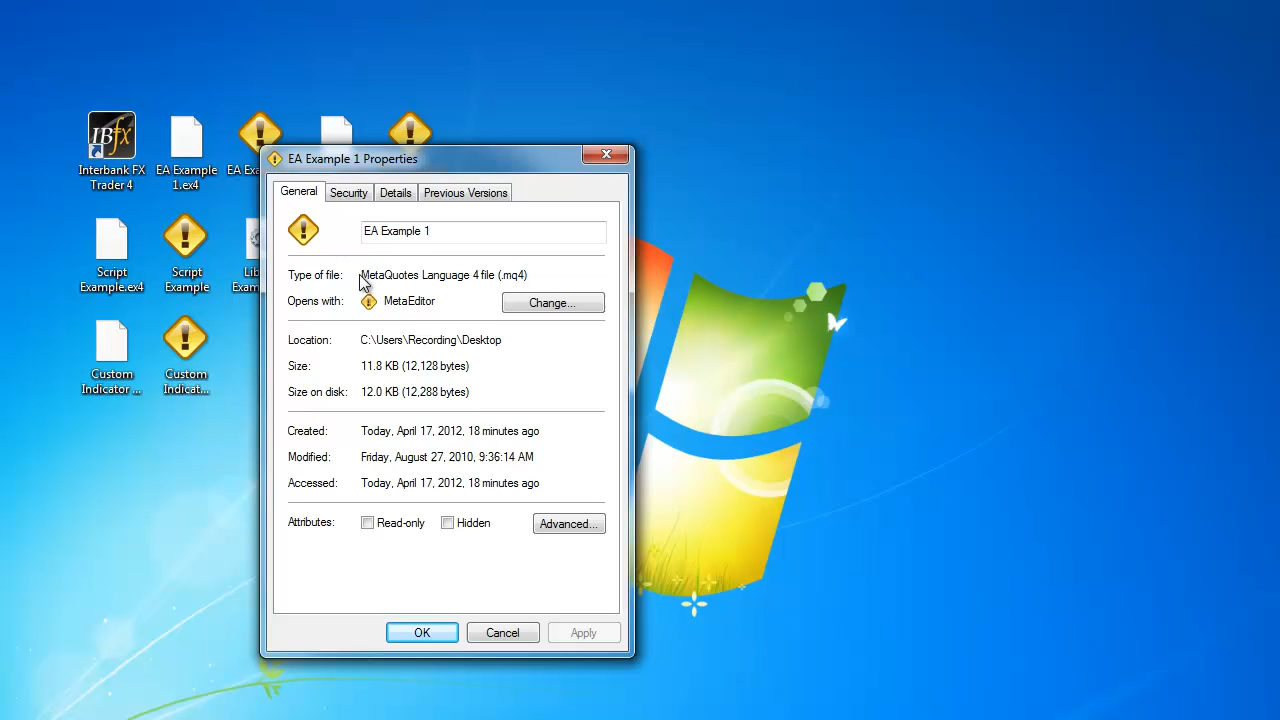 IBFX
Interbank FX
Trader 4
EA Example
1.ex4
EA Exa
Script
Example.ex4
Script
Example
Lib
Exam
Custom
Indicator ...
Custom
Indicat...
EA Example 1 Properties
General Security Details Previous Versions
EA Example 1
Type of file: MetaQuotes Language 4 file (.mq4)
Opens with: MetaEditor Change...
Location: C:\Users\Recording\Desktop
Size: 11.8 KB (12,128 bytes)
Size on disk: 12.0 KB (12,288 bytes)
Created: Today, April 17, 2012, 18 minutes ago
Modified: Friday, August 27, 2010, 9:36:14 AM
Accessed: Today, April 17, 2012, 18 minutes ago
Attributes: Read-only Hidden Advanced...
OK Cancel Apply